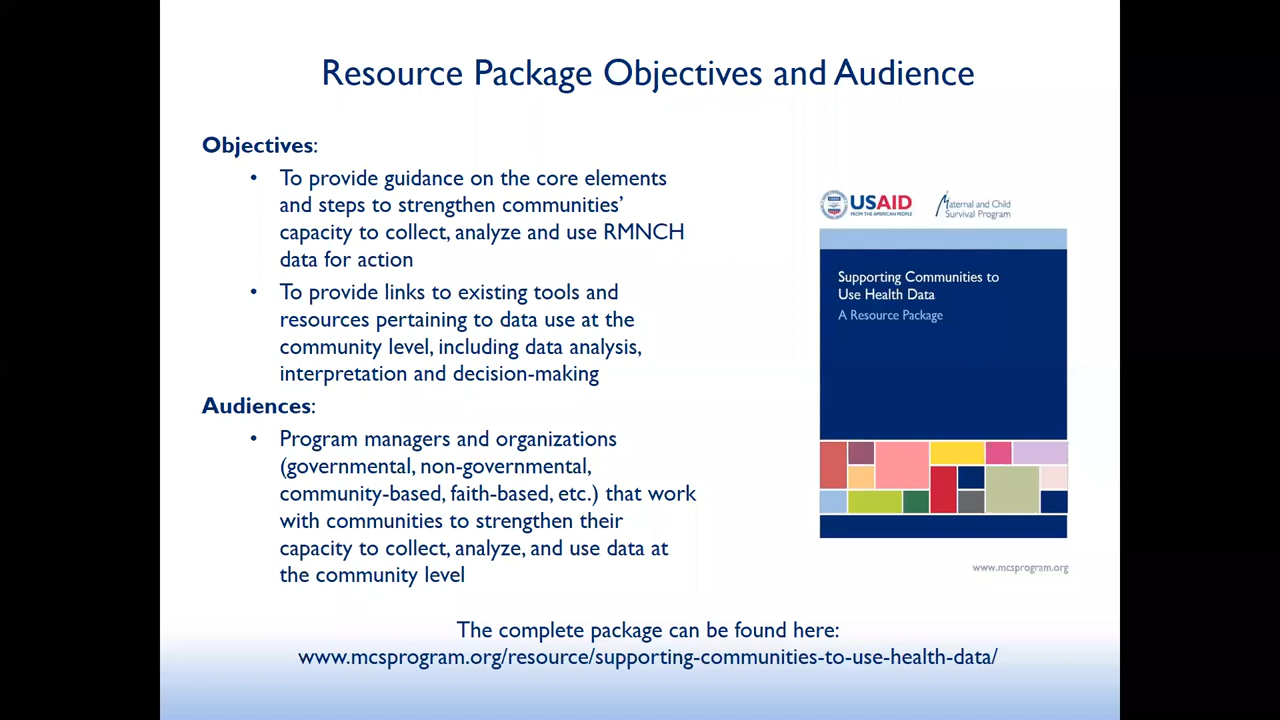 Resource Package Objectives and Audience
Objectives:
• To provide guidance on the core elements
and steps to strengthen communities’
capacity to collect, analyze and use RMNCH
data for action
• To provide links to existing tools and
resources pertaining to data use at the
community level, including data analysis,
interpretation and decision-making
Audiences:
• Program managers and organizations
(governmental, non-governmental,
community-based, faith-based, etc.) that work
with communities to strengthen their
capacity to collect, analyze, and use data at
the community level
USAID
FROM THE AMERICAN PEOPLE
Maternal and Child
Survival Program
Supporting Communities to
Use Health Data
A Resource Package
www.mcsprogram.org
The complete package can be found here:
www.mcsprogram.org/resource/supporting-communities-to-use-health-data/